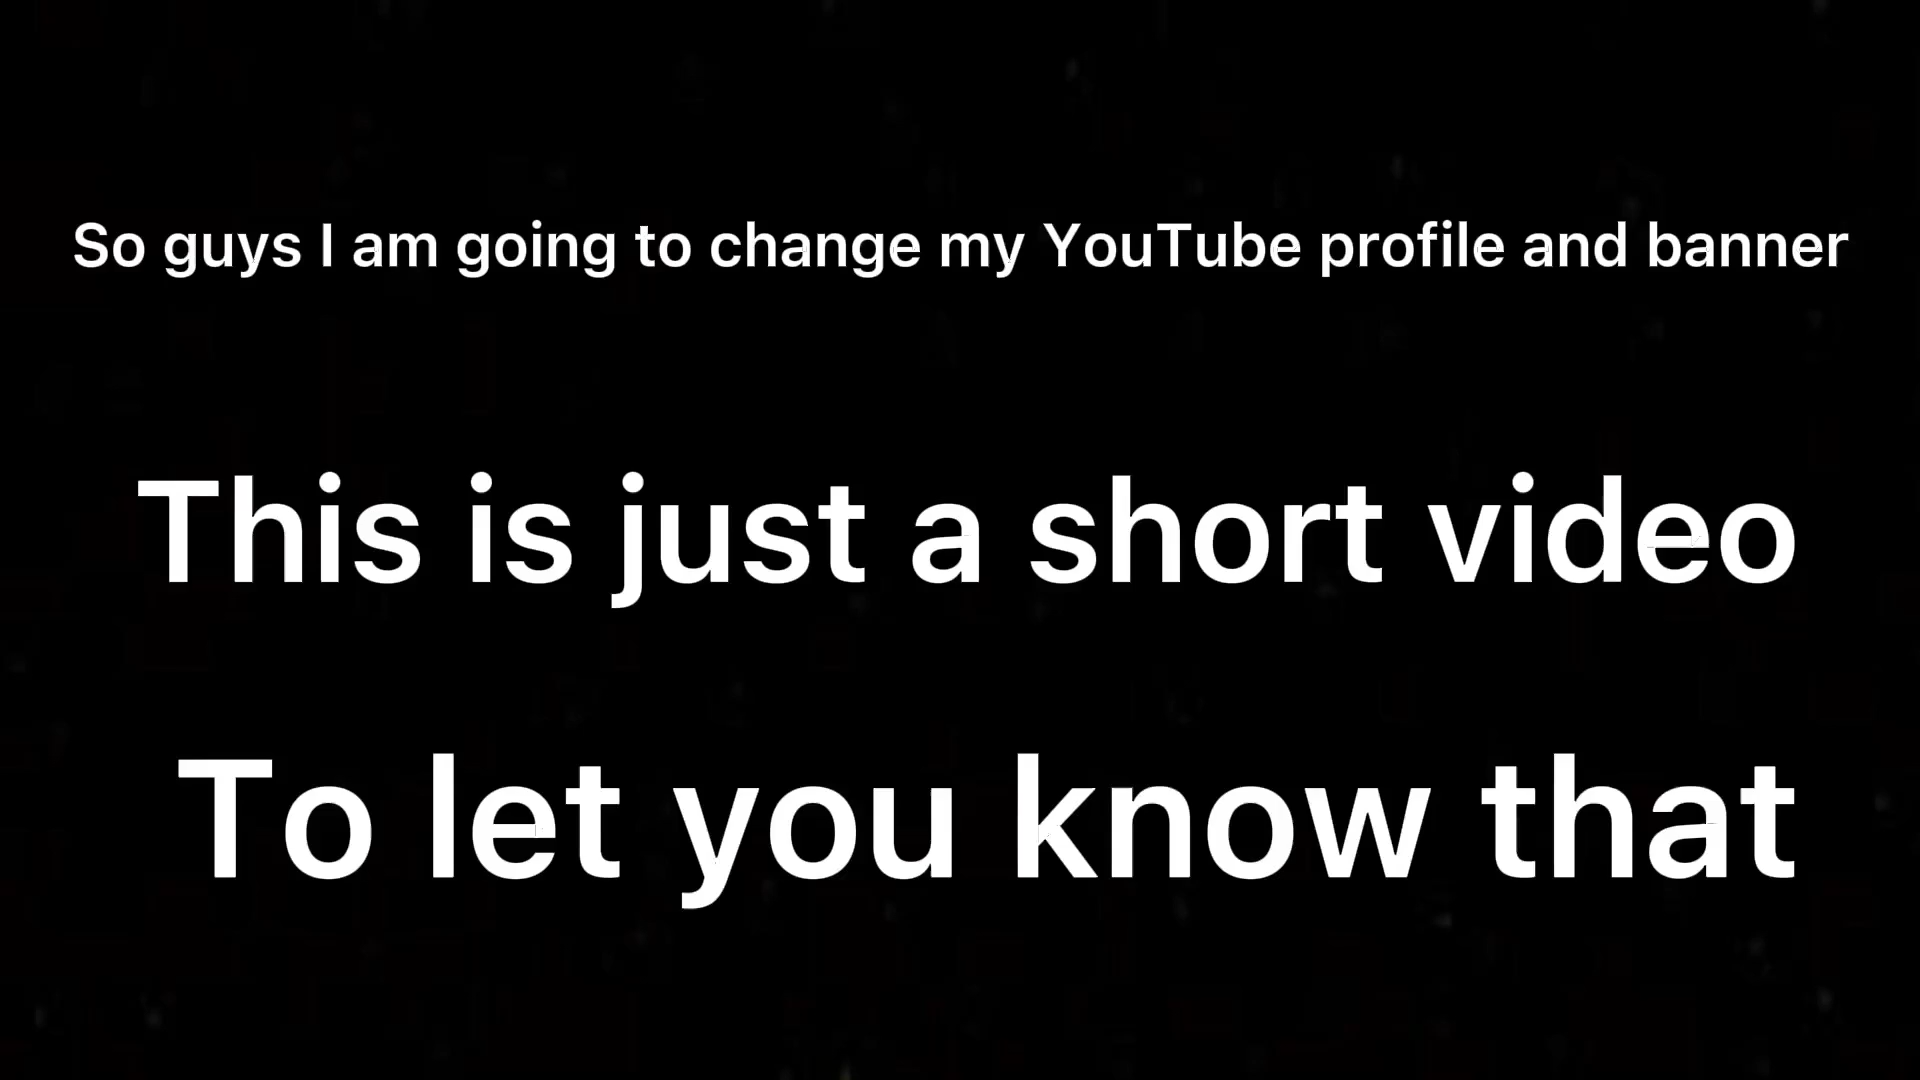 So guys I am going to change my YouTube profile and banner
This is just a short video
To let you know that